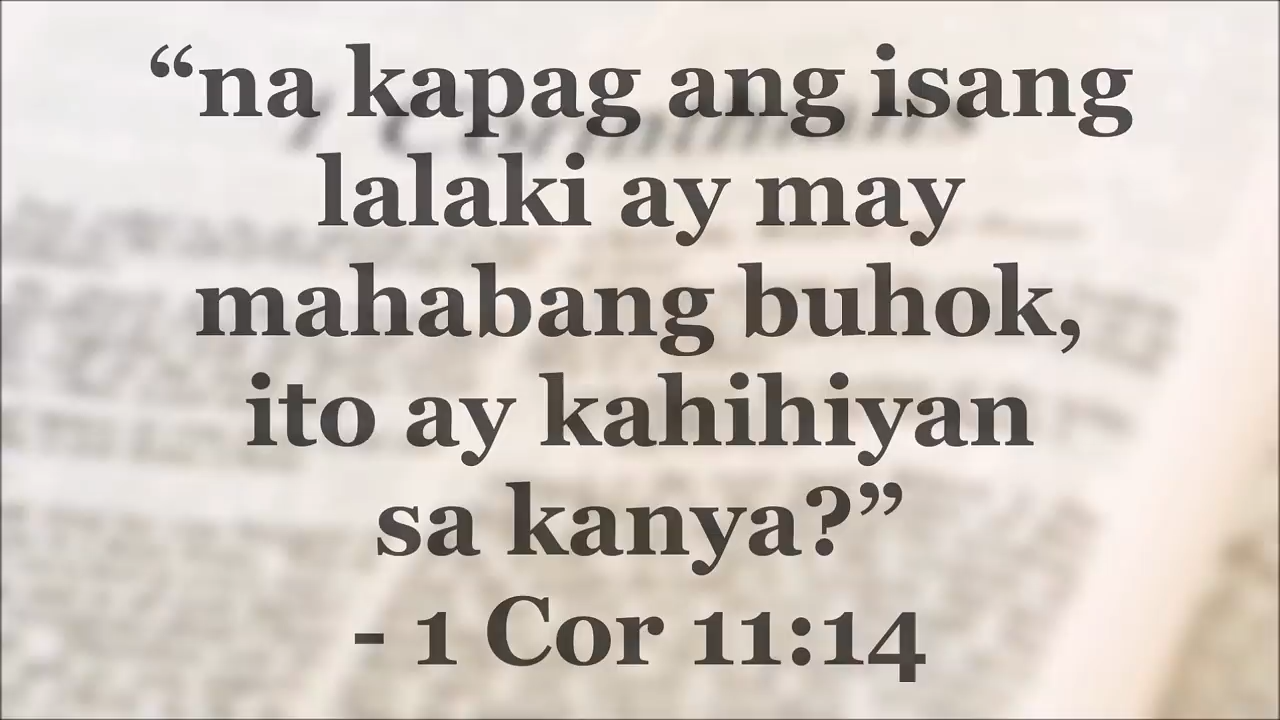 “na kapag ang isang
lalaki ay may
mahabang buhok,
ito ay kahihiyan
sa kanya?”
- 1 Cor 11:14